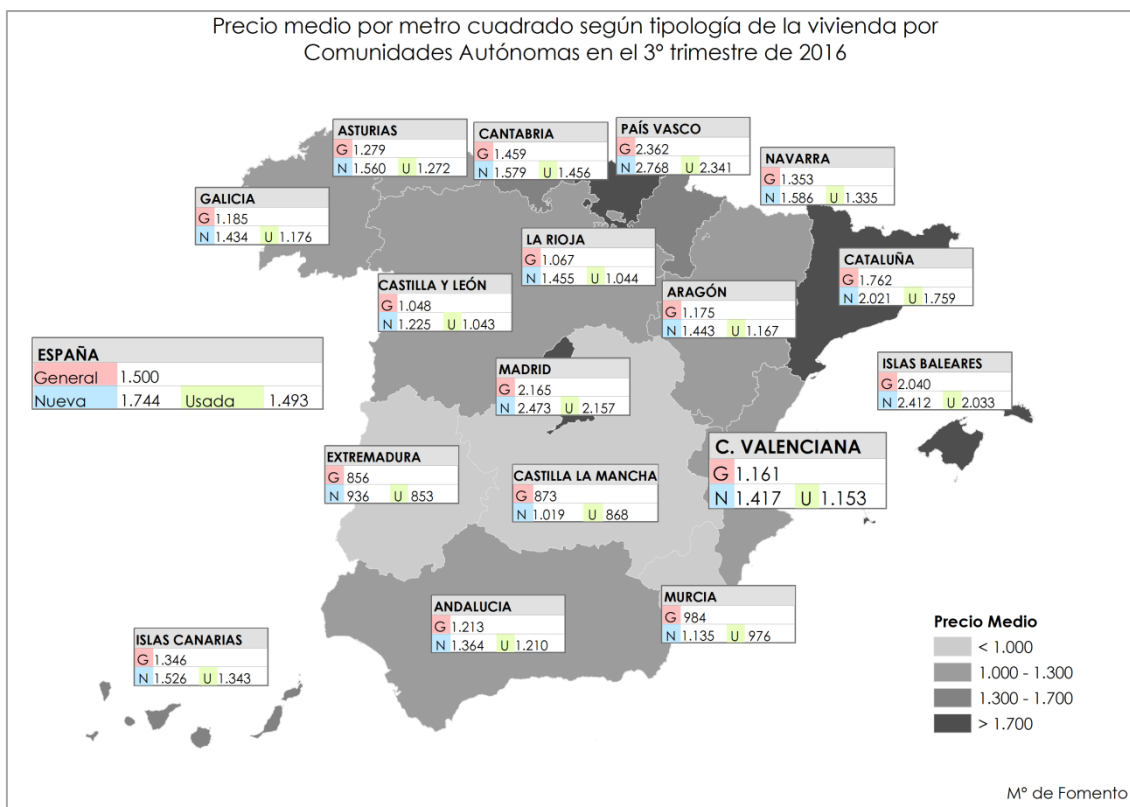 Precio medio por metro cuadrado según tipología de la vivienda por
Comunidades Autónomas en el 3º trimestre de 2016
ASTURIAS
G 1.279
N 1.560 U 1.272
CANTABRIA
G 1.459
N 1.579 U 1.456
PAÍS VASCO
G 2.362
N 2.768 U 2.341
NAVARRA
G 1.353
N 1.586 U 1.335
GALICIA
G 1.185
N 1.434 U 1.176
LA RIOJA
G 1.067
N 1.455 U 1.044
CATALUÑA
G 1.762
N 2.021 U 1.759
CASTILLA Y LEÓN
G 1.048
N 1.225 U 1.043
ARAGÓN
G 1.175
N 1.443 U 1.167
ESPAÑA
General 1.500
Nueva 1.744 Usada 1.493
MADRID
G 2.165
N 2.473 U 2.157
ISLAS BALEARES
G 2.040
N 2.412 U 2.033
C. VALENCIANA
G 1.161
N 1.417 U 1.153
EXTREMADURA
G 856
N 936 U 853
CASTILLA LA MANCHA
G 873
N 1.019 U 868
ANDALUCIA
G 1.213
N 1.364 U 1.210
MURCIA
G 984
N 1.135 U 976
ISLAS CANARIAS
G 1.346
N 1.526 U 1.343
Precio Medio
< 1.000
1.000 - 1.300
1.300 - 1.700
> 1.700
Mº de Fomento